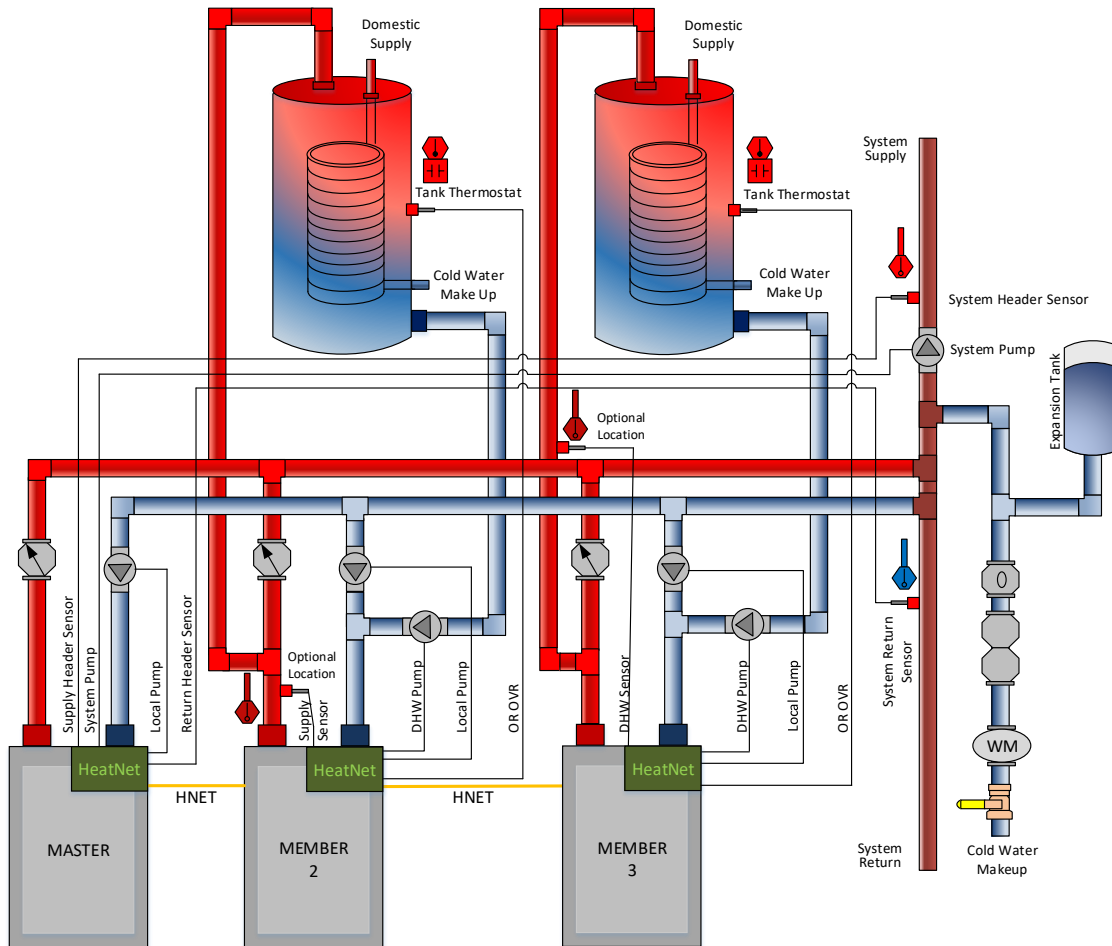 Domestic
Supply
Domestic
Supply
System
Supply
Tank Thermostat
Tank Thermostat
Cold Water
Make Up
Cold Water
Make Up
System Header Sensor
System Pump
Expansion Tank
Optional
Location
Supply Header Sensor
System Pump
Local Pump
Return Header Sensor
Optional
Location
Supply
Sensor
DHW Pump
Local Pump
OR OVR
DHW Sensor
DHW Pump
Local Pump
OR OVR
System Return
Sensor
0
WM
HeatNet
HeatNet
HeatNet
HNET
HNET
MASTER
MEMBER
2
MEMBER
3
System
Return
Cold Water
Makeup